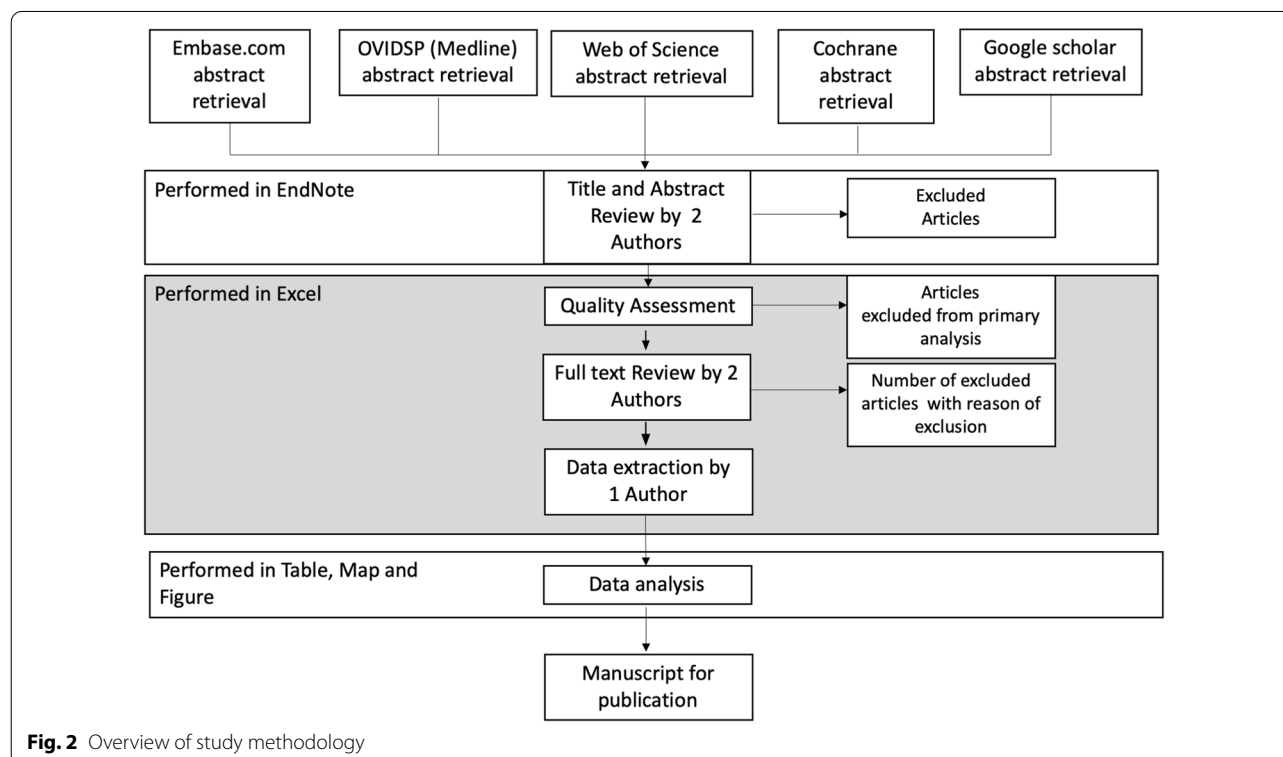 Embase.com
abstract
retrieval
OVIDSP (Medline)
abstract retrieval
Web of Science
abstract retrieval
Cochrane
abstract
retrieval
Google scholar
abstract retrieval
Performed in EndNote
Title and Abstract
Review by 2
Authors
Excluded
Articles
Performed in Excel
Quality Assessment
Articles
excluded from primary
analysis
Full text Review by 2
Authors
Number of excluded
articles with reason of
exclusion
Data extraction by
1 Author
Performed in Table, Map and
Figure
Data analysis
Manuscript for
publication
Fig. 2 Overview of study methodology